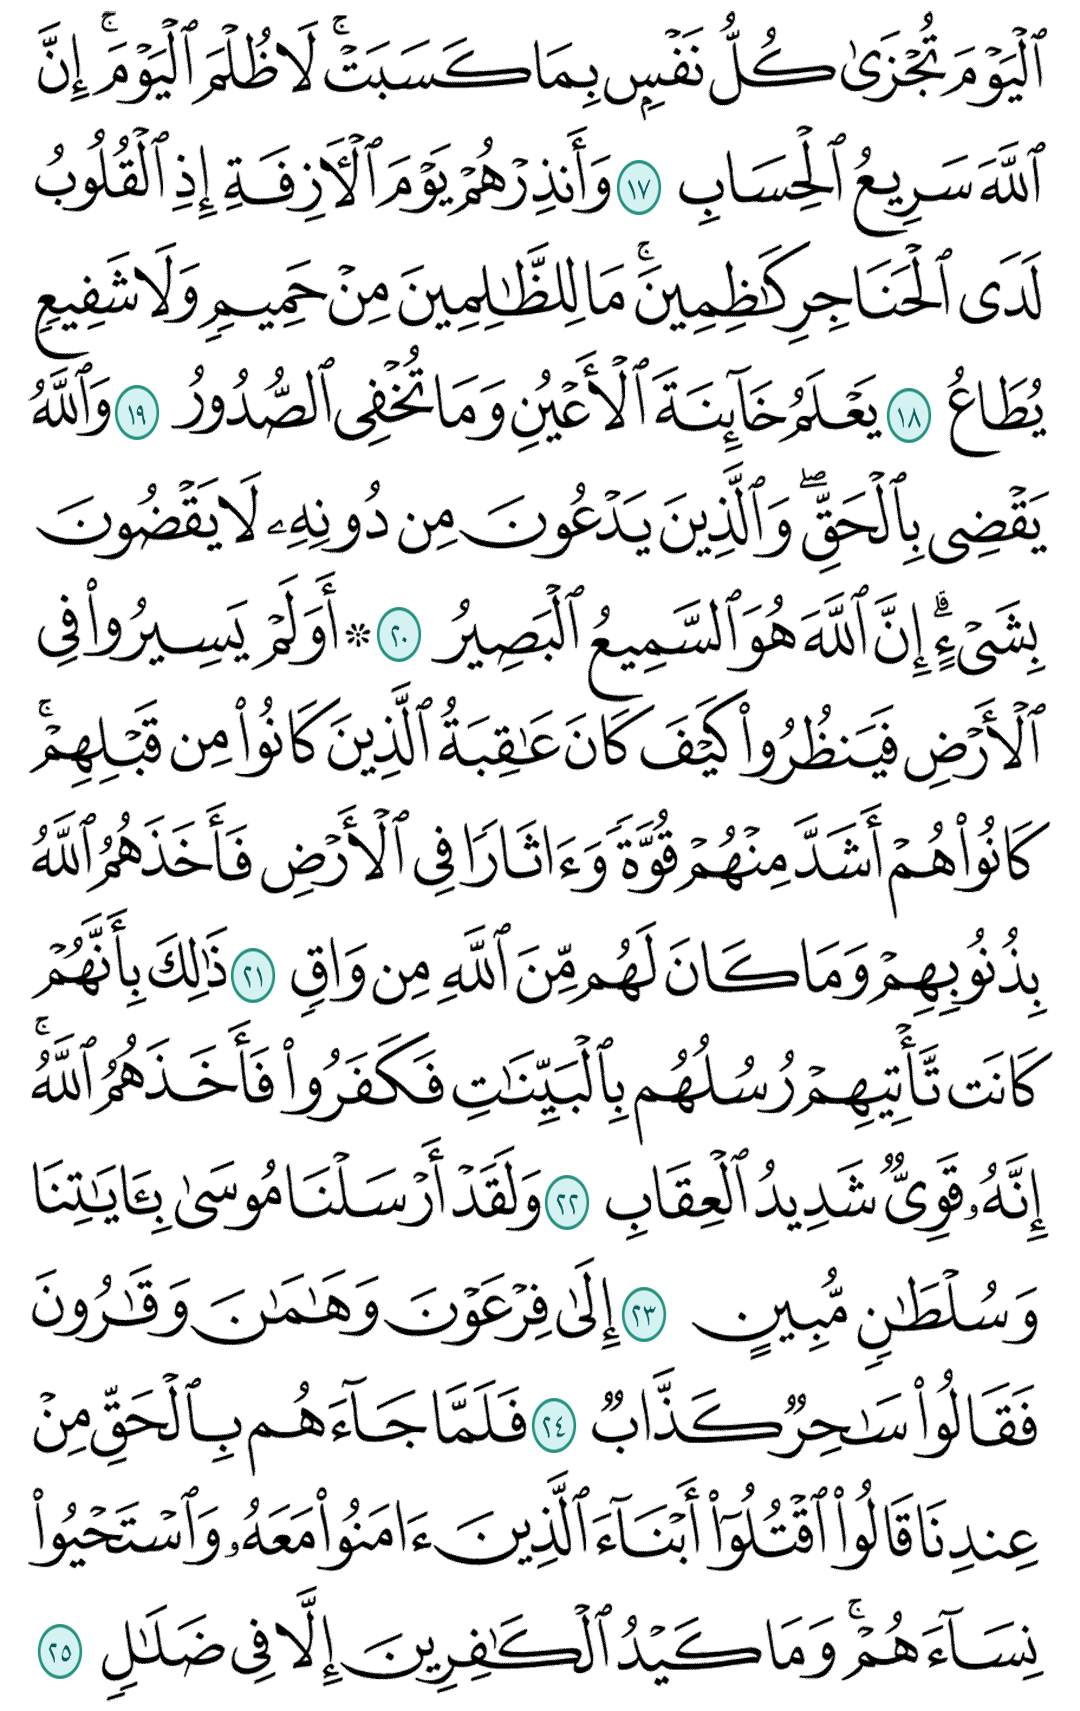 ٱلۡيَوۡمَ تُجۡزَىٰ كُلُّ نَفۡسِۭ بِمَا كَسَبَتۡۚ لَا ظُلۡمَ ٱلۡيَوۡمَۚ إِنَّ
ٱللَّهَ سَرِيعُ ٱلۡحِسَابِ ١٧ وَأَنذِرۡهُمۡ يَوۡمَ ٱلۡأٓزِفَةِ إِذِ ٱلۡقُلُوبُ
لَدَى ٱلۡحَنَاجِرِ كَٰظِمِينَۚ مَا لِلظَّٰلِمِينَ مِنۡ حَمِيمٖ وَلَا شَفِيعٖ
يُطَاعُ ١٨ يَعۡلَمُ خَآئِنَةَ ٱلۡأَعۡيُنِ وَمَا تُخۡفِي ٱلصُّدُورُ ١٩ وَٱللَّهُ
يَقۡضِي بِٱلۡحَقِّۖ وَٱلَّذِينَ يَدۡعُونَ مِن دُونِهِۦ لَا يَقۡضُونَ
بِشَيۡءٍۗ إِنَّ ٱللَّهَ هُوَ ٱلسَّمِيعُ ٱلۡبَصِيرُ ٢٠ ۞ أَوَلَمۡ يَسِيرُواْ فِي
ٱلۡأَرۡضِ فَيَنظُرُواْ كَيۡفَ كَانَ عَٰقِبَةُ ٱلَّذِينَ كَانُواْ مِن قَبۡلِهِمۡۚ
كَانُواْ هُمۡ أَشَدَّ مِنۡهُمۡ قُوَّةٗ وَءَاثَارٗا فِي ٱلۡأَرۡضِ فَأَخَذَهُمُ ٱللَّهُ
بِذُنُوبِهِمۡ وَمَا كَانَ لَهُم مِّنَ ٱللَّهِ مِن وَاقٖ ٢١ ذَٰلِكَ بِأَنَّهُمۡ
كَانَت تَّأۡتِيهِمۡ رُسُلُهُم بِٱلۡبَيِّنَٰتِ فَكَفَرُواْ فَأَخَذَهُمُ ٱللَّهُۚ
إِنَّهُۥ قَوِيّٞ شَدِيدُ ٱلۡعِقَابِ ٢٢ وَلَقَدۡ أَرۡسَلۡنَا مُوسَىٰ بِـَٔايَٰتِنَا
وَسُلۡطَٰنٖ مُّبِينٍ ٢٣ إِلَىٰ فِرۡعَوۡنَ وَهَٰمَٰنَ وَقَٰرُونَ
فَقَالُواْ سَٰحِرٞ كَذَّابٞ ٢٤ فَلَمَّا جَآءَهُم بِٱلۡحَقِّ مِنۡ
عِندِنَا قَالُواْ ٱقۡتُلُوٓاْ أَبۡنَآءَ ٱلَّذِينَ ءَامَنُواْ مَعَهُۥ وَٱسۡتَحۡيُواْ
نِسَآءَهُمۡۚ وَمَا كَيۡدُ ٱلۡكَٰفِرِينَ إِلَّا فِي ضَلَٰلٖ ٢٥